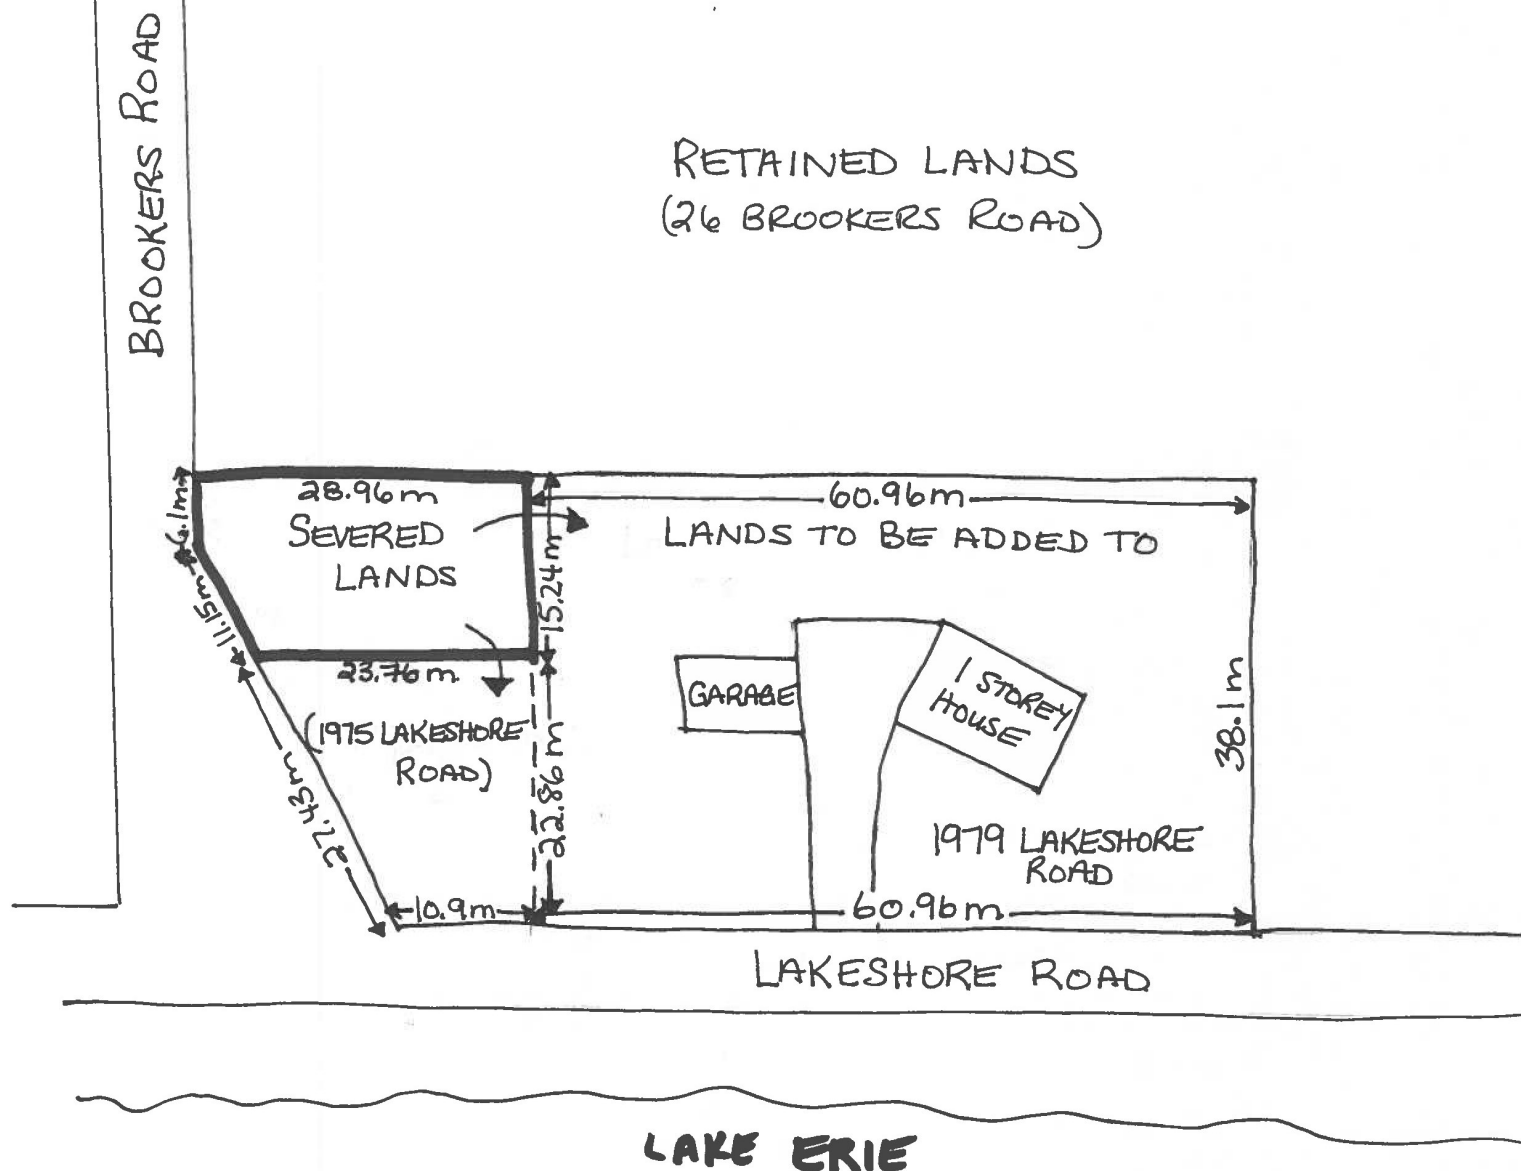 BROOKERS ROAD
RETAINED LANDS
(26 BROOKERS ROAD)
28.96m
60.96m
6.1m
SEVERED
LANDS
LANDS TO BE ADDED TO
15.24m
11.15m
23.76m
GARAGE
1 STOREY
HOUSE
38.1m
(1975 LAKESHORE
ROAD)
22.86m
27.43m
1979 LAKESHORE
ROAD
10.9m
60.96m
LAKESHORE ROAD
LAKE ERIE